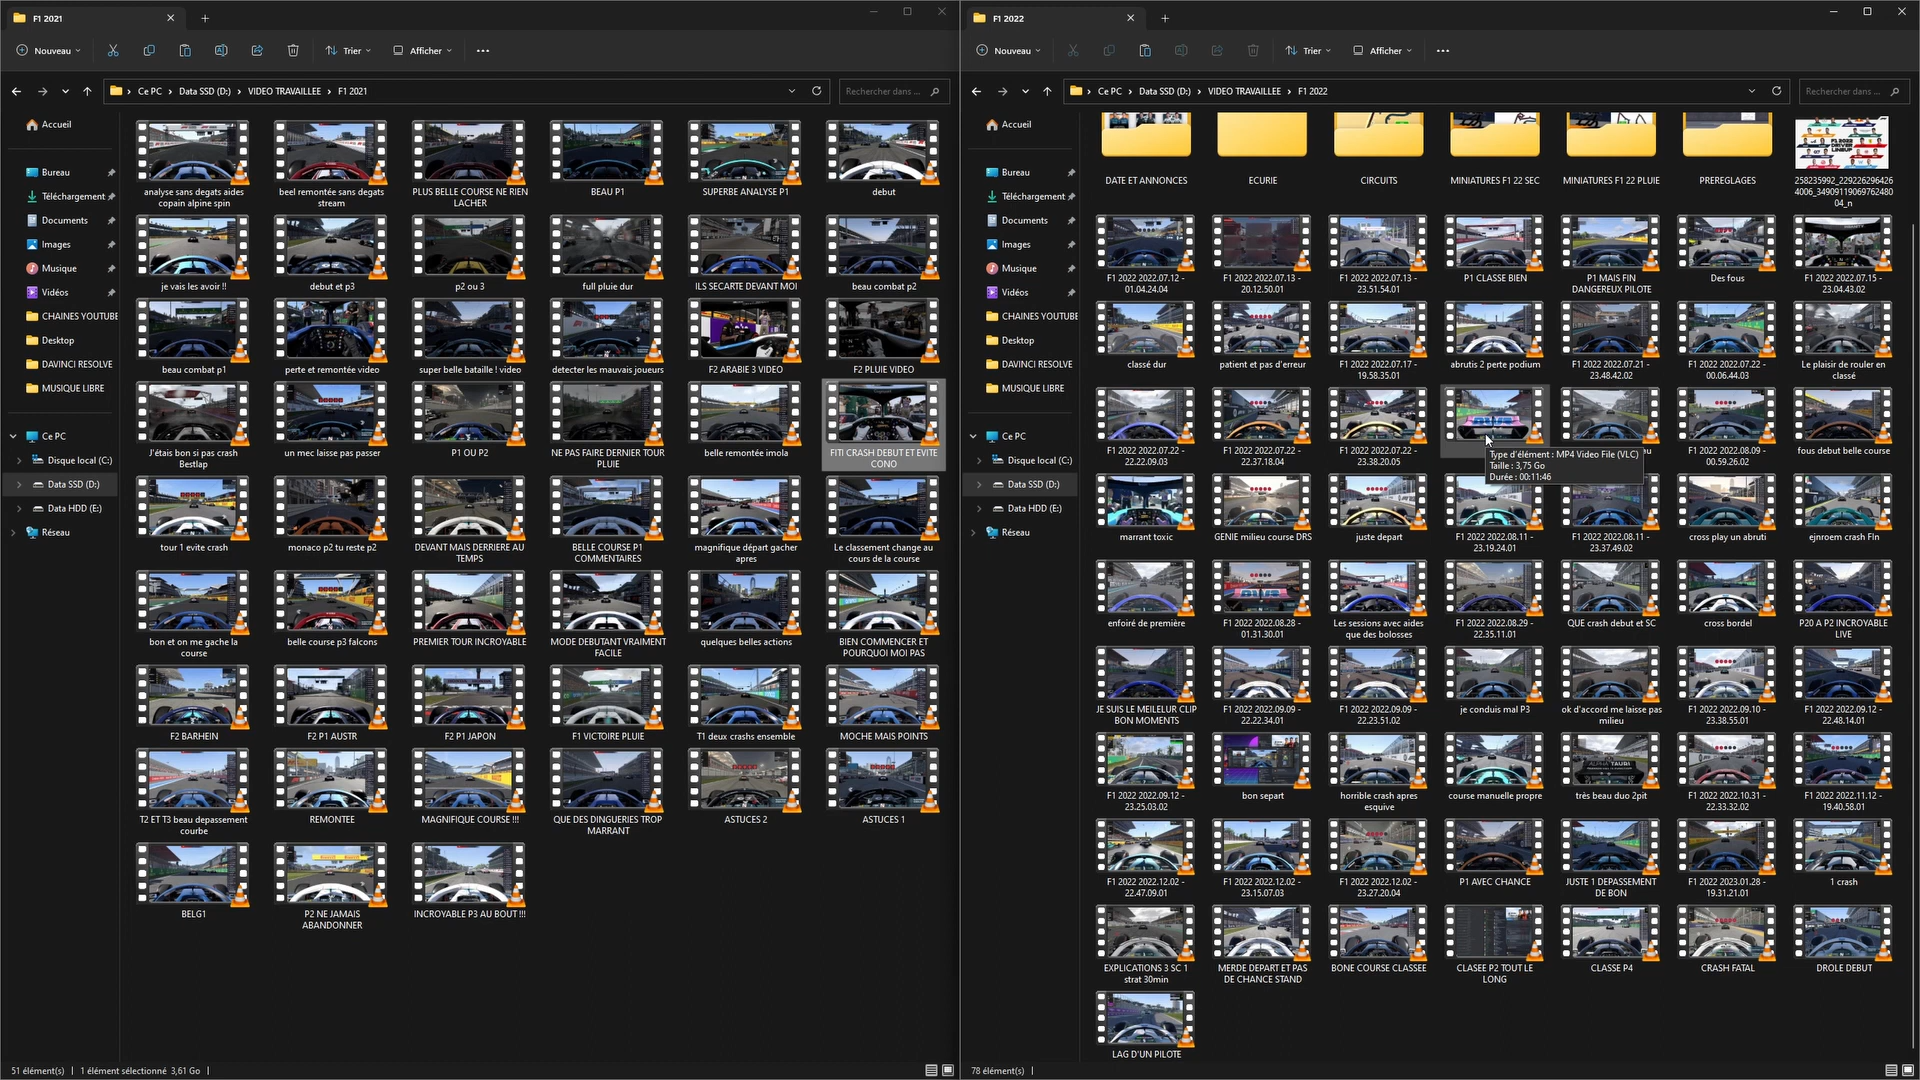 F1 2021
Nouveau
Trier
Afficher
Ce PC
Data SSD (D:)
VIDEO TRAVAILLEE
F1 2021
Rechercher dans ...
Accueil
Bureau
Téléchargement
Documents
Images
Musique
Vidéos
CHAINES YOUTUBE
Desktop
DAVINCI RESOLVE
MUSIQUE LIBRE
Ce PC
Disque local (C:)
Data SSD (D:)
Data HDD (E:)
Réseau
analyse sans degats aides
copain alpine spin
beel remontée sans degats
stream
PLUS BELLE COURSE NE RIEN
LACHER
BEAU P1
SUPERBE ANALYSE P1
debut
je vais les avoir !!
debut et p3
p2 ou 3
full pluie dur
ILS SECARTE DEVANT MOI
beau combat p2
beau combat p1
perte et remontée video
super belle bataille ! video
detecter les mauvais joueurs
F2 ARABIE 3 VIDEO
F2 PLUIE VIDEO
J'étais bon si pas crash
Bestlap
un mec laisse pas passer
P1 OU P2
NE PAS FAIRE DERNIER TOUR
PLUIE
belle remontée imola
FITI CRASH DEBUT ET EVITE
CONO
tour 1 evite crash
monaco p2 tu reste p2
DEVANT MAIS DERRIERE AU
TEMPS
BELLE COURSE P1
COMMENTAIRES
magnifique départ gacher
apres
Le classement change au
cours de la course
bon et on me gache la
course
belle course p3 falcons
PREMIER TOUR INCROYABLE
MODE DEBUTANT VRAIMENT
FACILE
quelques belles actions
BIEN COMMENCER ET
POURQUOI MOI PAS
F2 BARHEIN
F2 P1 AUSTR
F2 P1 JAPON
F1 VICTOIRE PLUIE
T1 deux crashs ensemble
MOCHE MAIS POINTS
T2 ET T3 beau depassement
courbe
REMONTEE
MAGNIFIQUE COURSE !!!
QUE DES DINGUERIES TROP
MARRANT
ASTUCES 2
ASTUCES 1
BELG1
P2 NE JAMAIS
ABANDONNER
INCROYABLE P3 AU BOUT !!!
51 élément(s)
1 élément sélectionné 3,61 Go
F1 2022
Nouveau
Trier
Afficher
Ce PC
Data SSD (D:)
VIDEO TRAVAILLEE
F1 2022
Rechercher dans ...
Accueil
Bureau
Téléchargement
Documents
Images
Musique
Vidéos
CHAINES YOUTUBE
Desktop
DAVINCI RESOLVE
MUSIQUE LIBRE
Ce PC
Disque local (C:)
Data SSD (D:)
Data HDD (E:)
Réseau
DATE ET ANNONCES
ECURIE
CIRCUITS
MINIATURES F1 22 SEC
MINIATURES F1 22 PLUIE
PREREGLAGES
258235992_229226296426
4006_34909119069762480
04_n
F1 2022 2022.07.12 -
01.04.24.04
F1 2022 2022.07.13 -
20.12.50.01
F1 2022 2022.07.13 -
23.51.54.01
P1 CLASSE BIEN
P1 MAIS FIN
DANGEREUX PILOTE
Des fous
F1 2022 2022.07.15 -
23.04.43.02
classé dur
patient et pas d'erreur
F1 2022 2022.07.17 -
19.58.35.01
abrutis 2 perte podium
F1 2022 2022.07.21 -
23.48.42.02
F1 2022 2022.07.22 -
00.06.44.03
Le plaisir de rouler en
classé
F1 2022 2022.07.22 -
22.22.09.03
F1 2022 2022.07.22 -
22.37.18.04
F1 2022 2022.07.22 -
23.38.20.05
Type d'élément : MP4 Video File (VLC)
Taille : 3,75 Go
Durée : 00:11:46
F1 2022 2022.08.09 -
00.59.26.02
fous debut belle course
marrant toxic
GENIE milieu course DRS
juste depart
F1 2022 2022.08.11 -
23.19.24.01
F1 2022 2022.08.11 -
23.37.49.02
cross play un abruti
ejnroem crash Fln
enfoiré de première
F1 2022 2022.08.28 -
01.31.30.01
Les sessions avec aides
que des bolosses
F1 2022 2022.08.29 -
22.35.11.01
QUE crash debut et SC
cross bordel
P20 A P2 INCROYABLE
LIVE
JE SUIS LE MEILELUR CLIP
BON MOMENTS
F1 2022 2022.09.09 -
22.22.34.01
F1 2022 2022.09.09 -
22.23.51.02
je conduis mal P3
ok d'accord me laisse pas
milieu
F1 2022 2022.09.10 -
23.38.55.01
F1 2022 2022.09.12 -
22.48.14.01
F1 2022 2022.09.12 -
23.25.03.02
bon separt
horrible crash apres
esquive
course manuelle propre
très beau duo 2pit
F1 2022 2022.10.31 -
22.33.32.02
F1 2022 2022.11.12 -
19.40.58.01
F1 2022 2022.12.02 -
22.47.09.01
F1 2022 2022.12.02 -
23.15.07.03
F1 2022 2022.12.02 -
23.27.20.04
P1 AVEC CHANCE
JUSTE 1 DEPASSEMENT
DE BON
F1 2022 2023.01.28 -
19.31.21.01
1 crash
EXPLICATIONS 3 SC 1
strat 30min
MERDE DEPART ET PAS
DE CHANCE STAND
BONE COURSE CLASSEE
CLASEE P2 TOUT LE
LONG
CLASSE P4
CRASH FATAL
DROLE DEBUT
LAG D'UN PILOTE
78 élément(s)